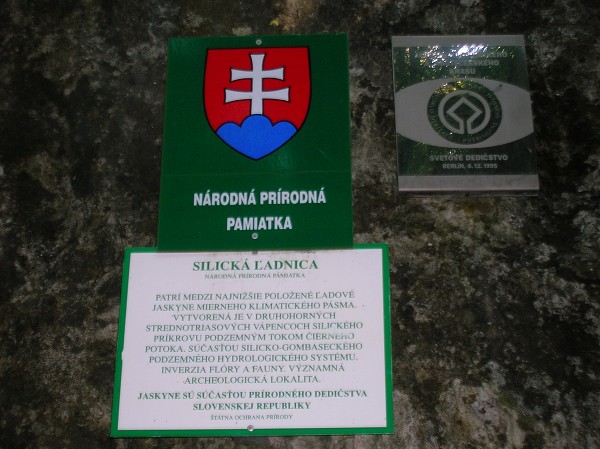 NÁRODNÁ PRÍRODNÁ
PAMIATKA
SILICKÁ ĽADNICA
NÁRODNÁ PRÍRODNÁ PAMIATKA
PATRÍ MEDZI NAJNIŽŠIE POLOŽENÉ ĽADOVÉ
JASKYNE MIERNEHO KLIMATICKÉHO PÁSMA.
VYTVORENÁ JE V DRUHOHORNÝCH
STREDNOTRIASOVÝCH VÁPENCOCH SILICKÉHO
PRÍKROVU PODZEMNÝM TOKOM ČIERNEHO
POTOKA. SÚČASŤOU SILICKO-GOMBASECKÉHO
PODZEMNÉHO HYDROLOGICKÉHO SYSTÉMU.
INVERZIA FLÓRY A FAUNY. VÝZNAMNÁ
ARCHEOLOGICKÁ LOKALITA.
JASKYNE SÚ SÚČASŤOU PRÍRODNÉHO DEDIČSTVA
SLOVENSKEJ REPUBLIKY
ŠTÁTNA OCHRANA PRÍRODY
KRASU
SVETOVÉ DEDIČSTVO
BERLIN, 6. 12. 1995